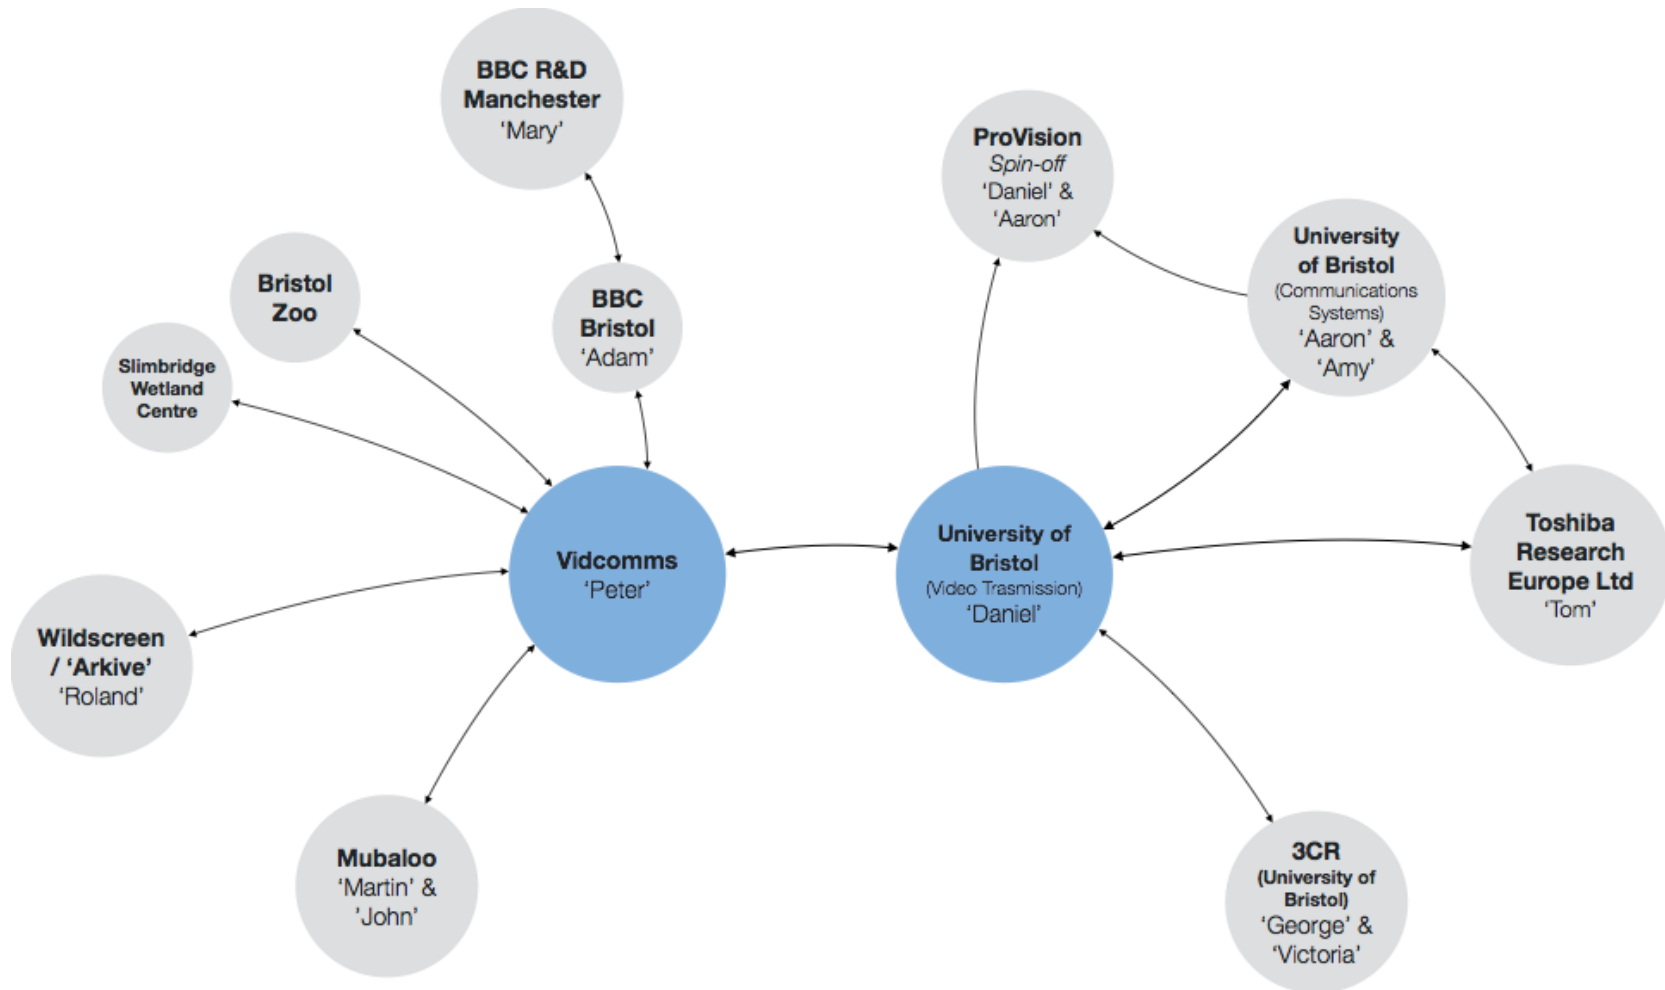 BBC R&D
Manchester
‘Mary’
ProVision
Spin-off
‘Daniel’ &
‘Aaron’
University
of Bristol
(Communications
Systems)
‘Aaron’ &
‘Amy’
Bristol
Zoo
BBC
Bristol
‘Adam’
Slimbridge
Wetland
Centre
Vidcomms
‘Peter’
University of
Bristol
(Video Trasmission)
‘Daniel’
Toshiba
Research
Europe Ltd
‘Tom’
Wildscreen
/ ‘Arkive’
‘Roland’
Mubaloo
‘Martin’ &
’John’
3CR
(University of
Bristol)
‘George’ &
‘Victoria’